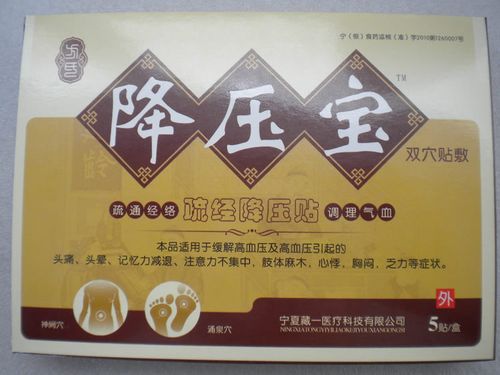 宁（银）食药监械（准）字2010第1260007号
降压宝™
双穴贴敷
疏通经络 疏经降压贴 调理气血
本品适用于缓解高血压及高血压引起的
头痛、头晕、记忆力减退、注意力不集中，肢体麻木，心悸，胸闷，乏力等症状。
神阙穴
涌泉穴
宁夏藏一医疗科技有限公司
NINGXIAZANGYIYILIAOKEJIYOUXIANGONGSI
外
5贴/盒